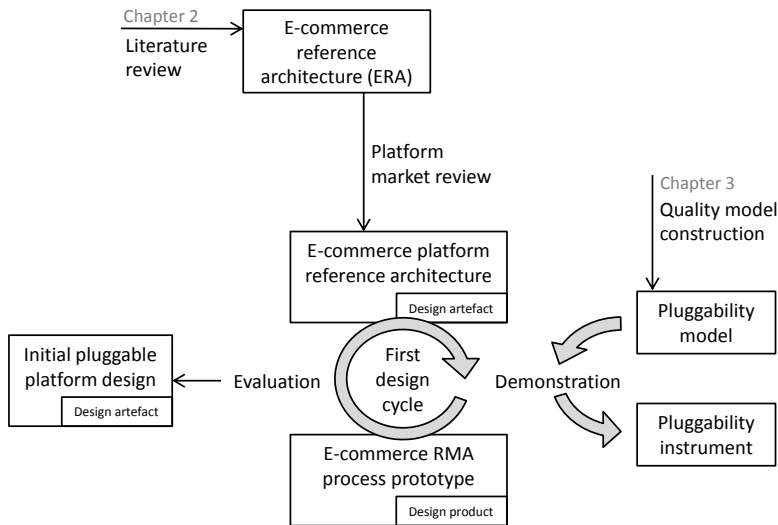 Chapter 2
Literature
review
E-commerce
reference
architecture (ERA)
Platform
market review
Chapter 3
Quality model
construction
E-commerce platform
reference architecture
Design artefact
Pluggability
model
Initial pluggable
platform design
Design artefact
Evaluation
First
design
cycle
Demonstration
Pluggability
instrument
E-commerce RMA
process prototype
Design product